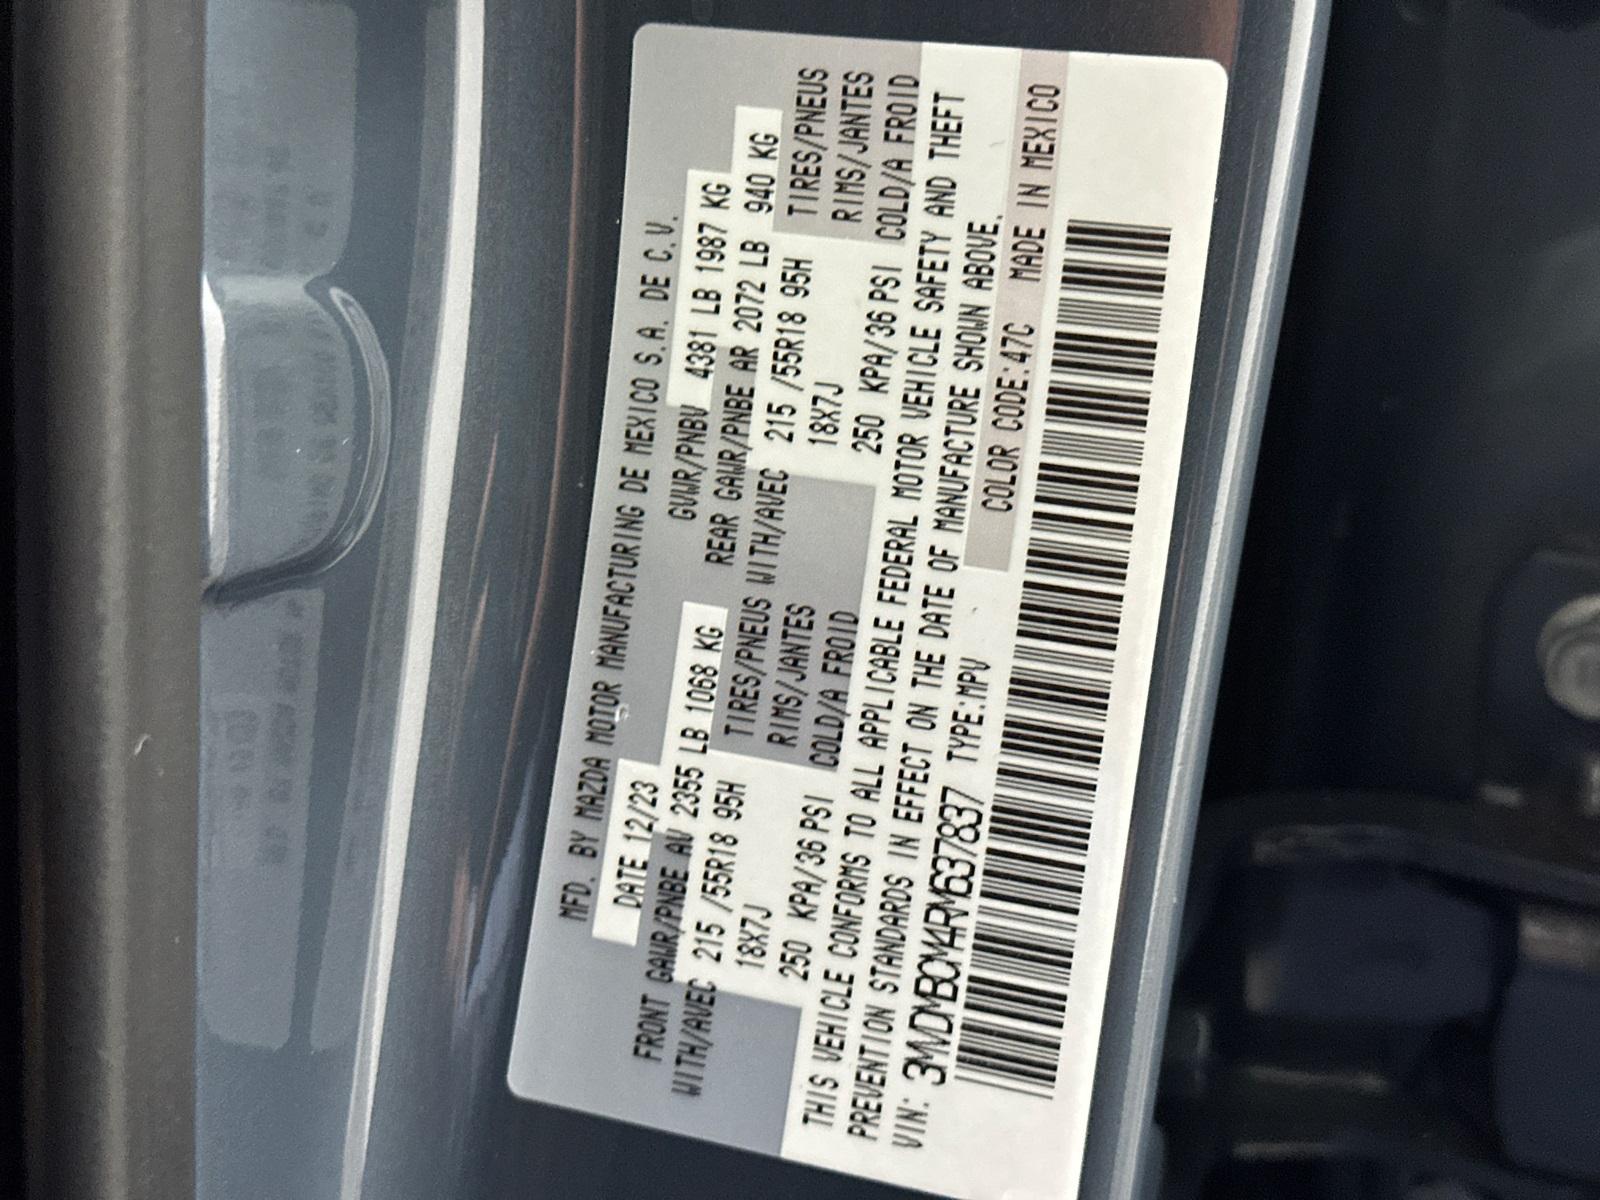 MFD. BY MAZDA MOTOR MANUFACTURING DE MEXICO S.A. DE C.V.
DATE 12/23 GVWR/PNBV 4381 LB 1987 KG
FRONT GAWR/PNBE AV 2355 LB 1068 KG REAR GAWR/PNBE AR 2072 LB 940 KG
WITH/AVEC 215 /55R18 95H TIRES/PNEUS WITH/AVEC 215 /55R18 95H TIRES/PNEUS
18X7J RIMS/JANTES 18X7J RIMS/JANTES
250 KPA/36 PSI COLD/A FROID 250 KPA/36 PSI COLD/A FROID
THIS VEHICLE CONFORMS TO ALL APPLICABLE FEDERAL MOTOR VEHICLE SAFETY AND THEFT
PREVENTION STANDARDS IN EFFECT ON THE DATE OF MANUFACTURE SHOWN ABOVE.
VIN: 3MVDMBCM4RM637837 TYPE:MPV COLOR CODE:47C MADE IN MEXICO